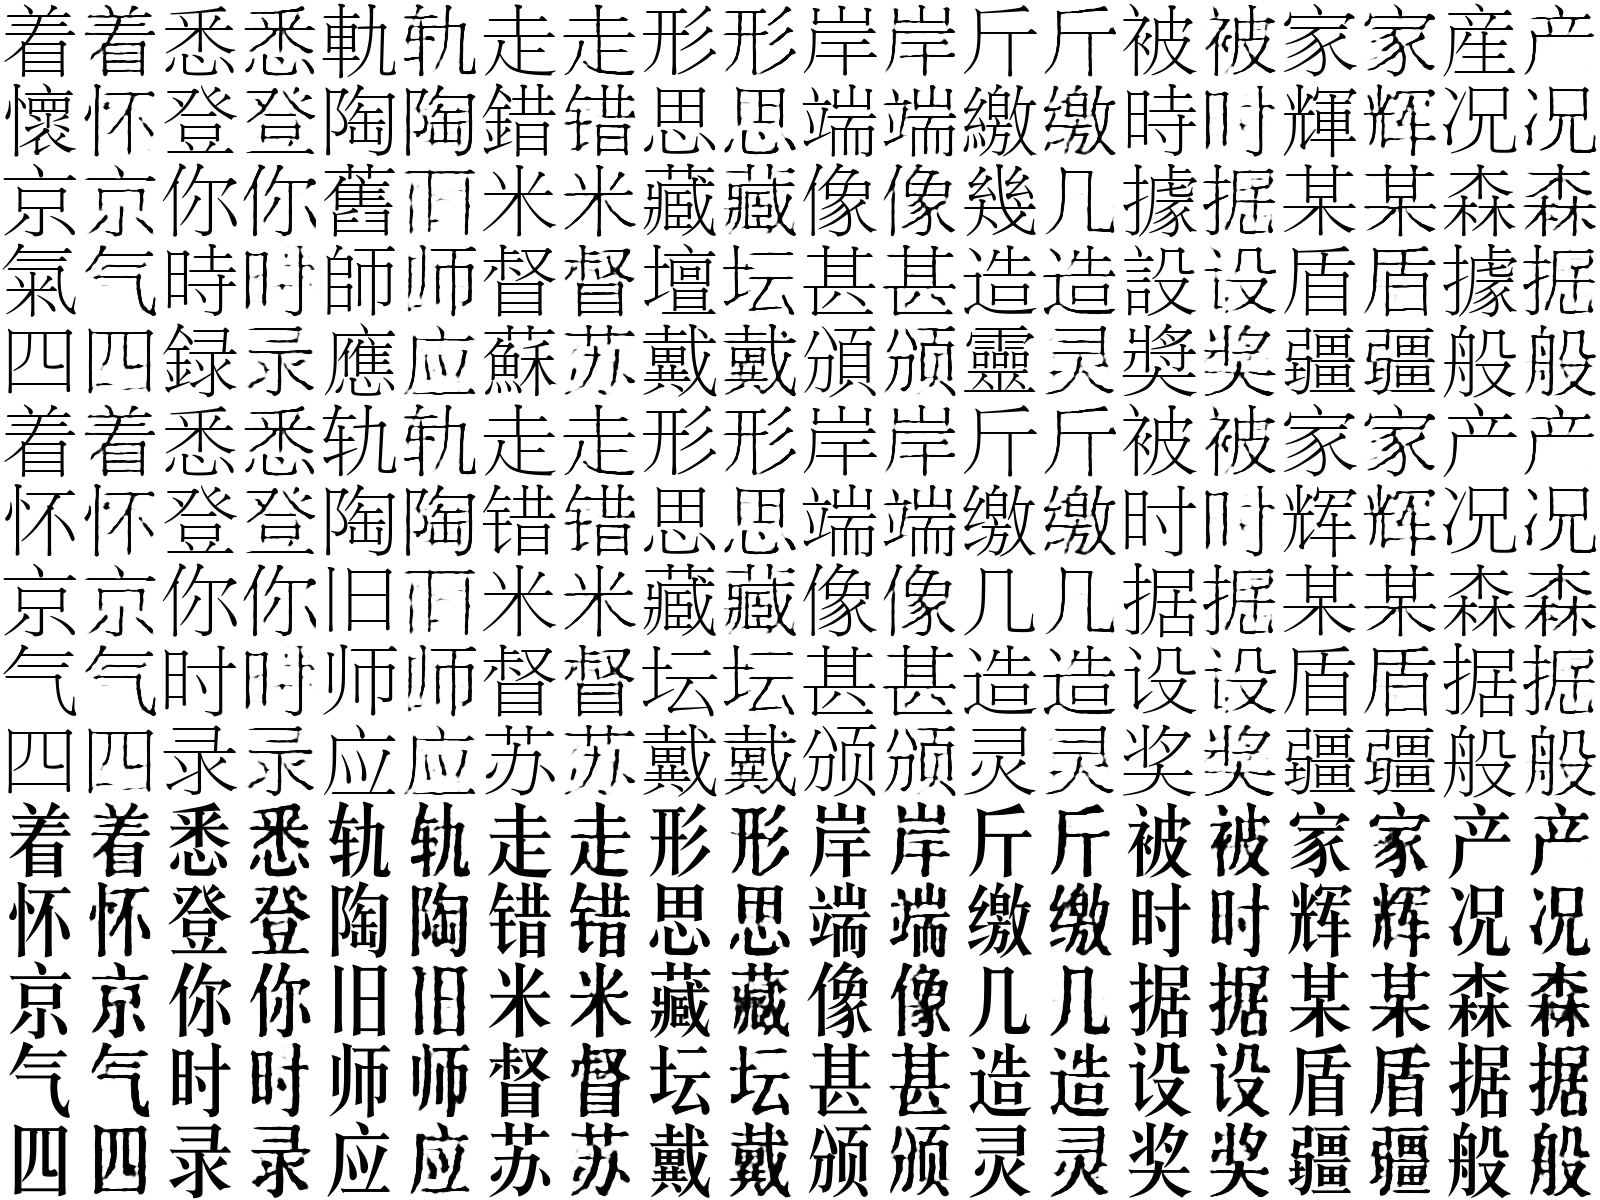 着着悉悉軌轨走走形形岸岸斤斤被被家家産产
懷怀登登陶陶錯错思思端端繳缴時时輝辉况况
京京你你舊旧米米藏藏像像幾几據据某某森森
氣气時时師师督督壇坛甚甚造造設设盾盾據据
四四録录應应蘇苏戴戴頒颁靈灵奬奖疆疆般般
着着悉悉轨轨走走形形岸岸斤斤被被家家产产
怀怀登登陶陶错错思思端端缴缴时时辉辉况况
京京你你旧旧米米藏藏像像几几据据某某森森
气气时时师师督督坛坛甚甚造造设设盾盾据据
四四录录应应苏苏戴戴颁颁灵灵奖奖疆疆般般
着着悉悉轨轨走走形形岸岸斤斤被被家家产产
怀怀登登陶陶错错思思端端缴缴时时辉辉况况
京京你你旧旧米米藏藏像像几几据据某某森森
气气时时师师督督坛坛甚甚造造设设盾盾据据
四四录录应应苏苏戴戴颁颁灵灵奖奖疆疆般般